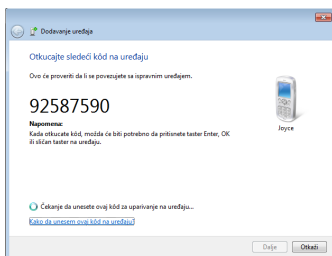 Dodavanje uređaja
Otkucajte sledeći kôd na uređaju
Ovo će proveriti da li se povezujete sa ispravnim uređajem.
92587590
Napomena:
Kada otkucate kôd, možda će biti potrebno da pritisnete taster Enter, OK
ili sličan taster na uređaju.
Joyce
Čekanje da unesete ovaj kôd za uparivanje na uređaju...
Kako da unesem ovaj kôd na uređaju?
Dalje
Otkaži